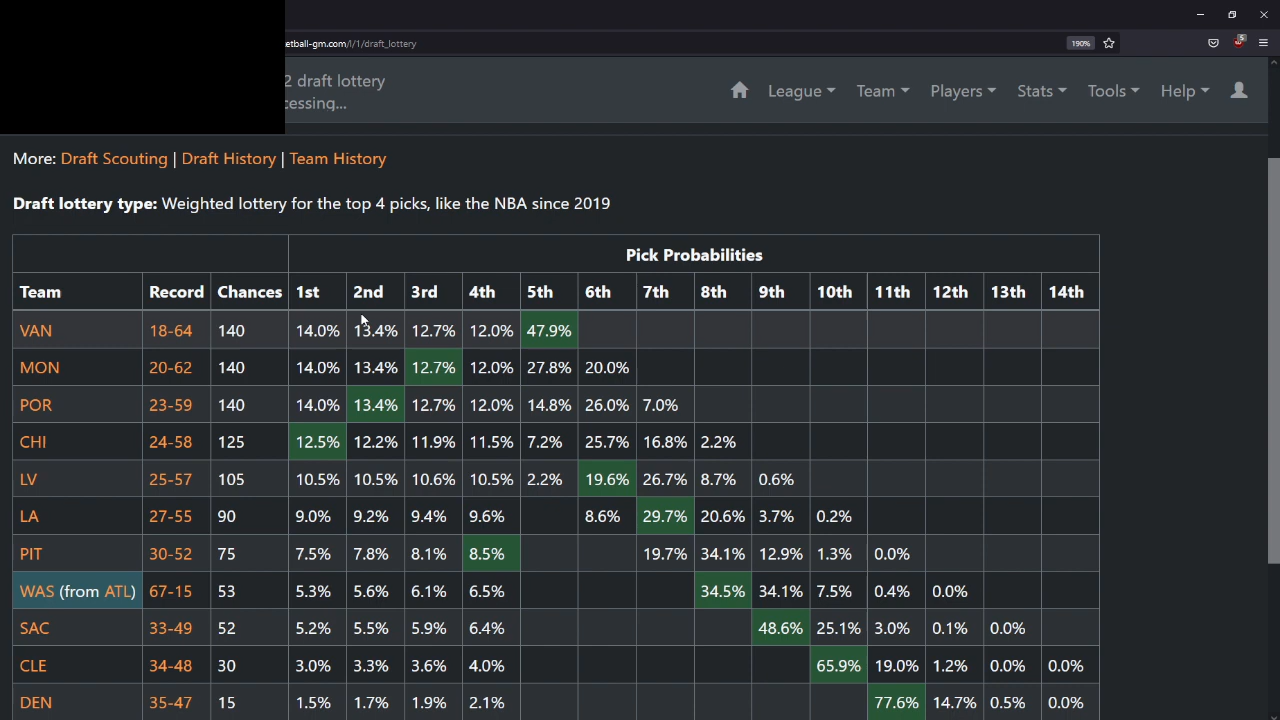 etball-gm.com/l/1/draft_lottery
190%
5
2 draft lottery
cessing...
League Team Players Stats Tools Help
More: Draft Scouting | Draft History | Team History
Draft lottery type: Weighted lottery for the top 4 picks, like the NBA since 2019
Pick Probabilities
Team Record Chances 1st 2nd 3rd 4th 5th 6th 7th 8th 9th 10th 11th 12th 13th 14th
VAN 18-64 140 14.0% 13.4% 12.7% 12.0% 47.9%
MON 20-62 140 14.0% 13.4% 12.7% 12.0% 27.8% 20.0%
POR 23-59 140 14.0% 13.4% 12.7% 12.0% 14.8% 26.0% 7.0%
CHI 24-58 125 12.5% 12.2% 11.9% 11.5% 7.2% 25.7% 16.8% 2.2%
LV 25-57 105 10.5% 10.5% 10.6% 10.5% 2.2% 19.6% 26.7% 8.7% 0.6%
LA 27-55 90 9.0% 9.2% 9.4% 9.6% 8.6% 29.7% 20.6% 3.7% 0.2%
PIT 30-52 75 7.5% 7.8% 8.1% 8.5% 19.7% 34.1% 12.9% 1.3% 0.0%
WAS (from ATL) 67-15 53 5.3% 5.6% 6.1% 6.5% 34.5% 34.1% 7.5% 0.4% 0.0%
SAC 33-49 52 5.2% 5.5% 5.9% 6.4% 48.6% 25.1% 3.0% 0.1% 0.0%
CLE 34-48 30 3.0% 3.3% 3.6% 4.0% 65.9% 19.0% 1.2% 0.0% 0.0%
DEN 35-47 15 1.5% 1.7% 1.9% 2.1% 77.6% 14.7% 0.5% 0.0%